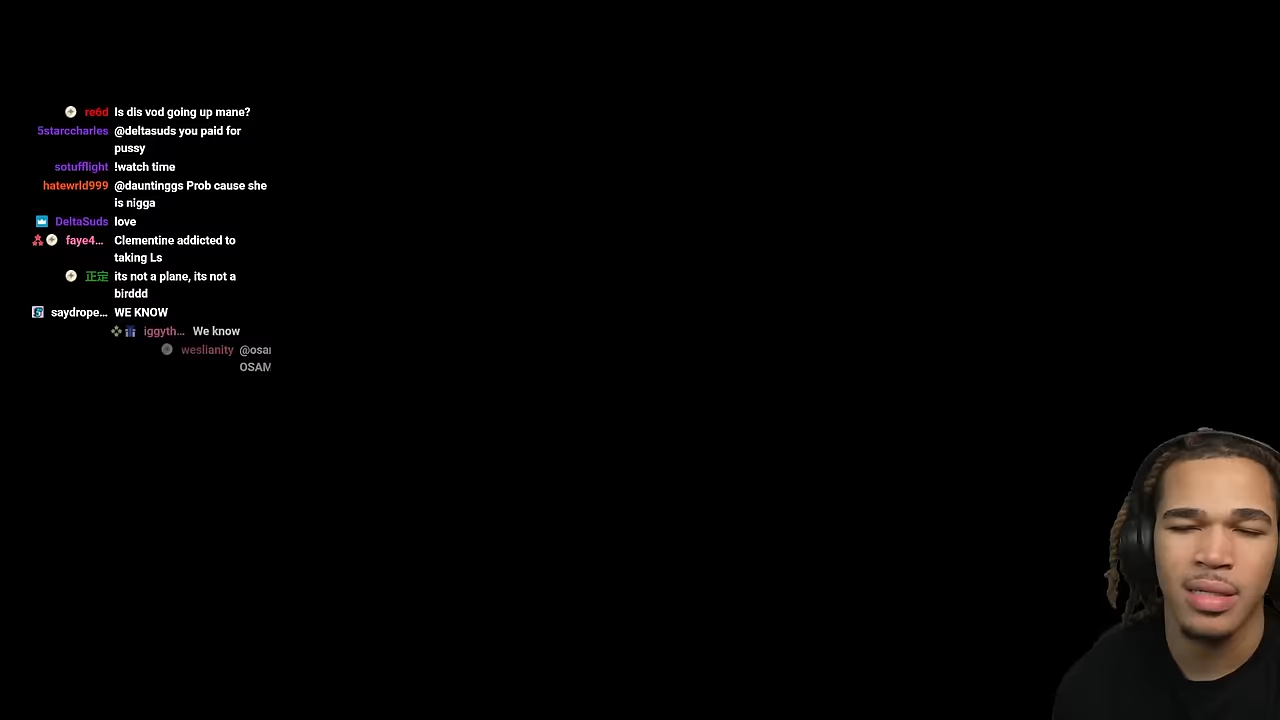 re6d Is dis vod going up mane?
5starccharles @deltasuds you paid for
pussy
sotufflight !watch time
hatewrld999 @dauntinggs Prob cause she
is nigga
DeltaSuds love
faye4... Clementine addicted to
taking Ls
正定 its not a plane, its not a
birddd
saydrope... WE KNOW
iggyth... We know
weslianity @osa
OSAM